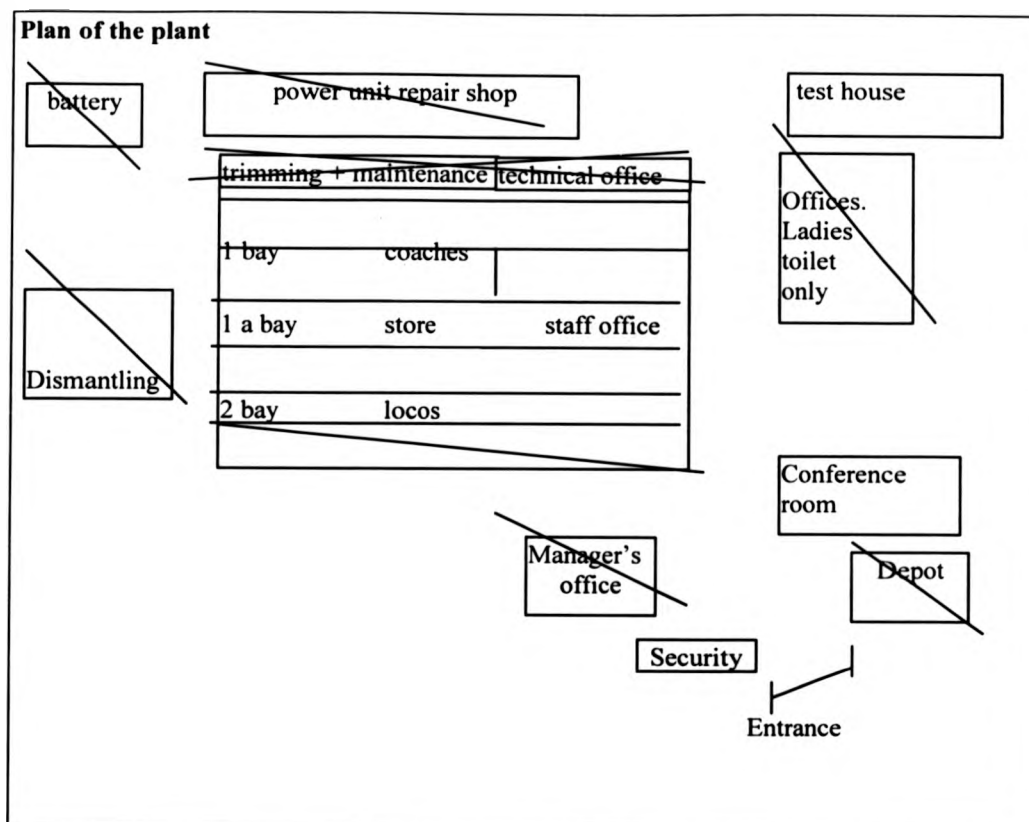 Plan of the plant
battery
power unit repair shop
test house
trimming + maintenance technical office
Offices.
Ladies
toilet
only
1 bay coaches
1 a bay store staff office
Dismantling
2 bay locos
Conference
room
Manager's
office
Depot
Security
Entrance